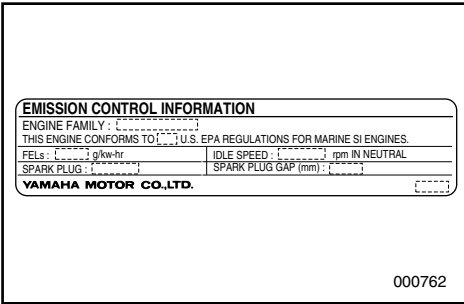 EMISSION CONTROL INFORMATION
ENGINE FAMILY :
THIS ENGINE CONFORMS TO U.S. EPA REGULATIONS FOR MARINE SI ENGINES.
FELs : g/kw-hr IDLE SPEED : rpm IN NEUTRAL
SPARK PLUG : SPARK PLUG GAP (mm) :
YAMAHA MOTOR CO.,LTD.
000762